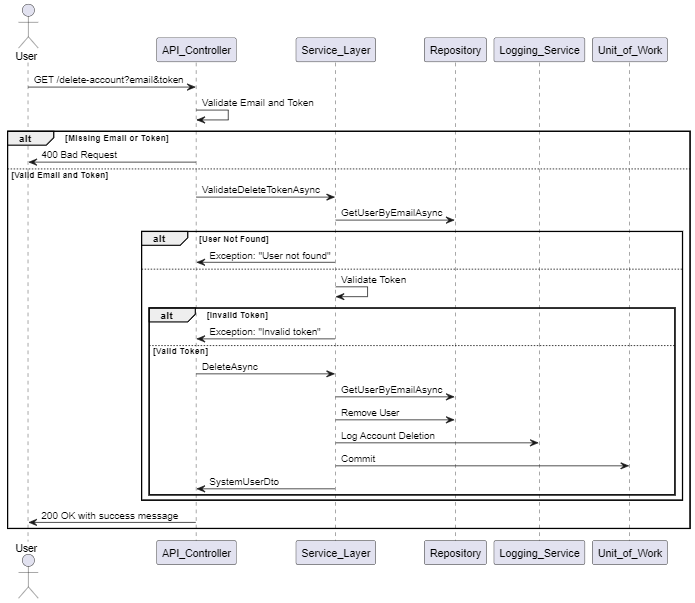 User
API_Controller
Service_Layer
Repository
Logging_Service
Unit_of_Work
GET /delete-account?email&token
Validate Email and Token
alt
[Missing Email or Token]
400 Bad Request
[Valid Email and Token]
ValidateDeleteTokenAsync
GetUserByEmailAsync
alt
[User Not Found]
Exception: "User not found"
Validate Token
alt
[Invalid Token]
Exception: "Invalid token"
[Valid Token]
DeleteAsync
GetUserByEmailAsync
Remove User
Log Account Deletion
Commit
SystemUserDto
200 OK with success message
User
API_Controller
Service_Layer
Repository
Logging_Service
Unit_of_Work